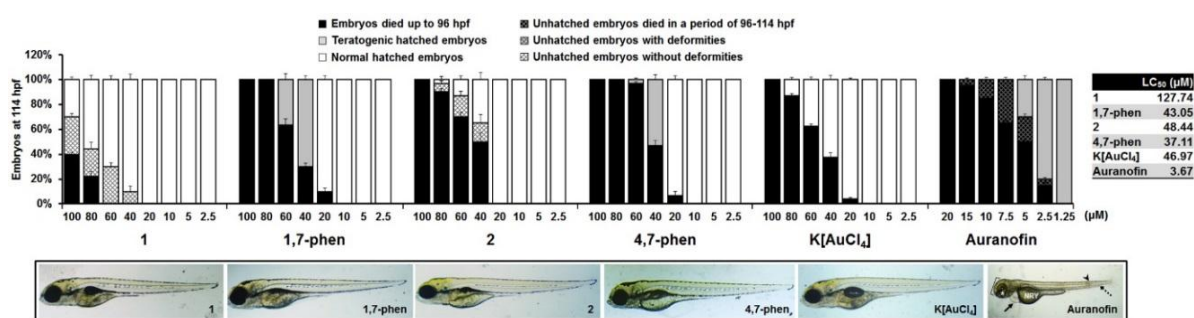 Embryos died up to 96 hpf
Unhatched embryos died in a period of 96-114 hpf
Teratogenic hatched embryos
Unhatched embryos with deformities
Normal hatched embryos
Unhatched embryos without deformities
Embryos at 114 hpf
120%
100%
80%
60%
40%
20%
0%
100 80 60 40 20 10 5 2.5
100 80 60 40 20 10 5 2.5
100 80 60 40 20 10 5 2.5
100 80 60 40 20 10 5 2.5
100 80 60 40 20 10 5 2.5
20 15 10 7.5 5 2.5 1.25
(μM)
1
1,7-phen
2
4,7-phen
K[AuCl₄]
Auranofin
LC₅₀ (μM)
1 127.74
1,7-phen 43.05
2 48.44
4,7-phen 37.11
K[AuCl₄] 46.97
Auranofin 3.67
1
1,7-phen
2
4,7-phen
K[AuCl₄]
Auranofin